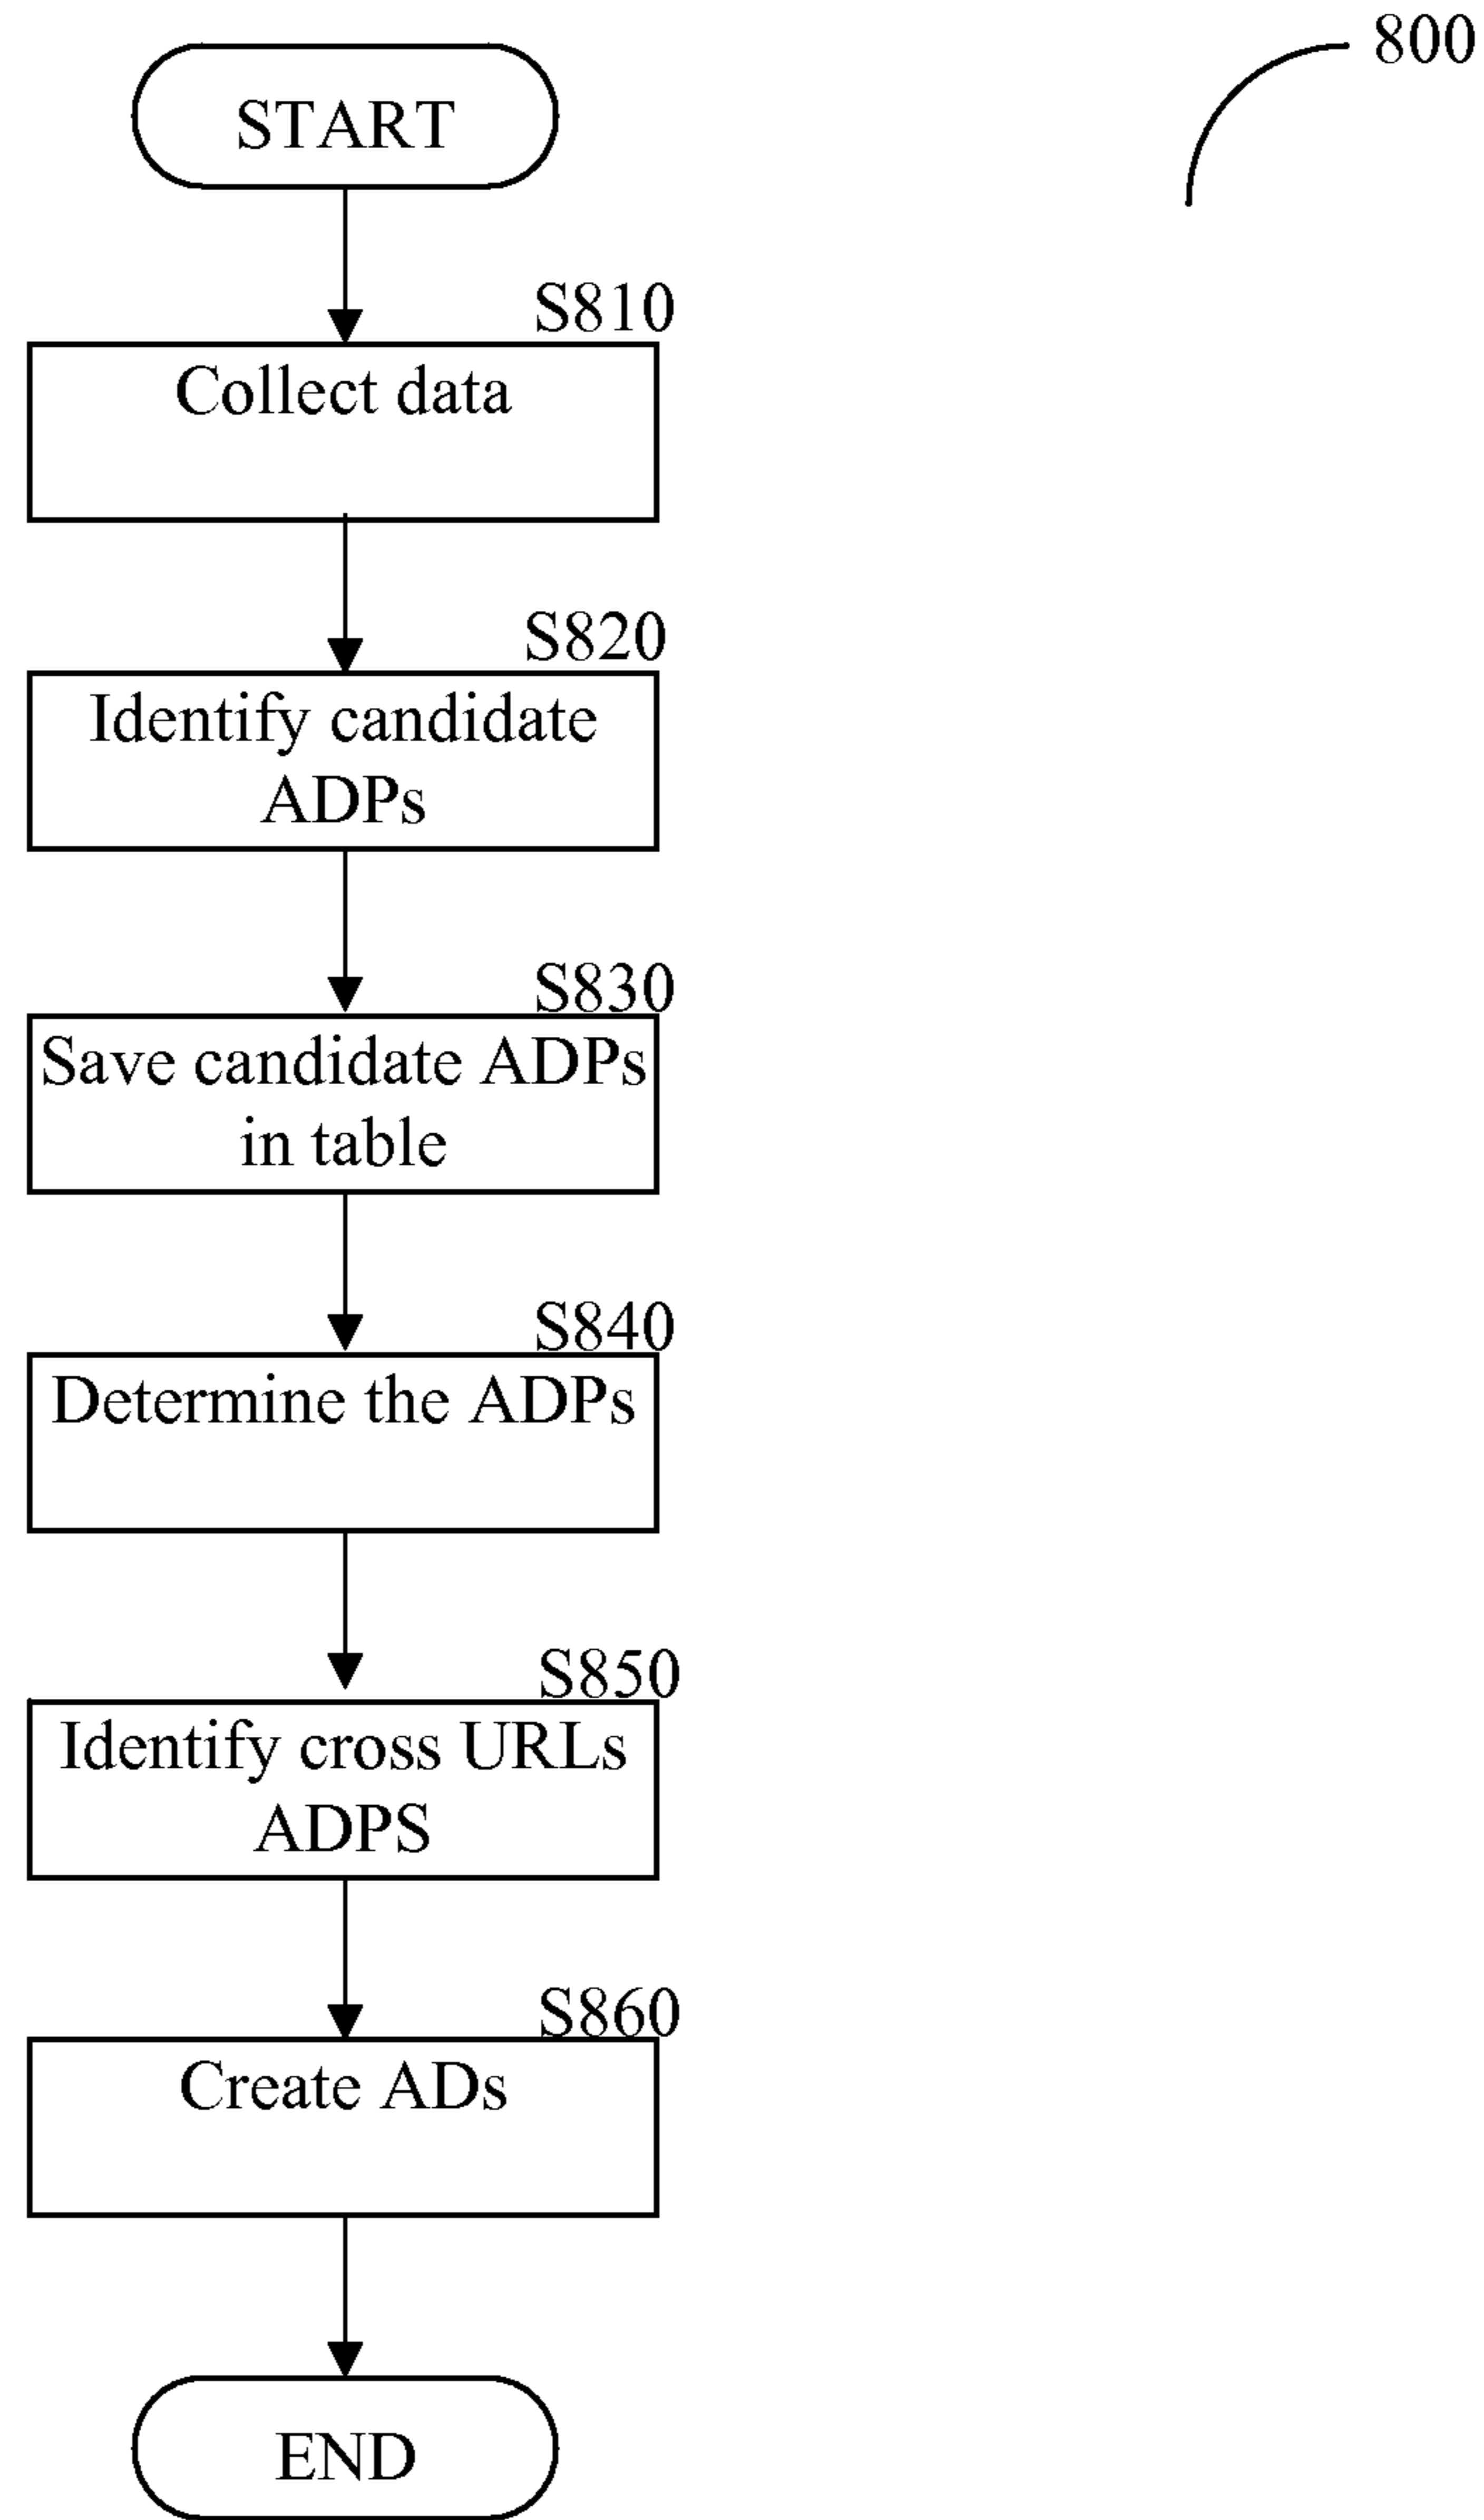 800
START
S810
Collect data
S820
Identify candidate
ADPs
S830
Save candidate ADPs
in table
S840
Determine the ADPs
S850
Identify cross URLs
ADPS
S860
Create ADs
END